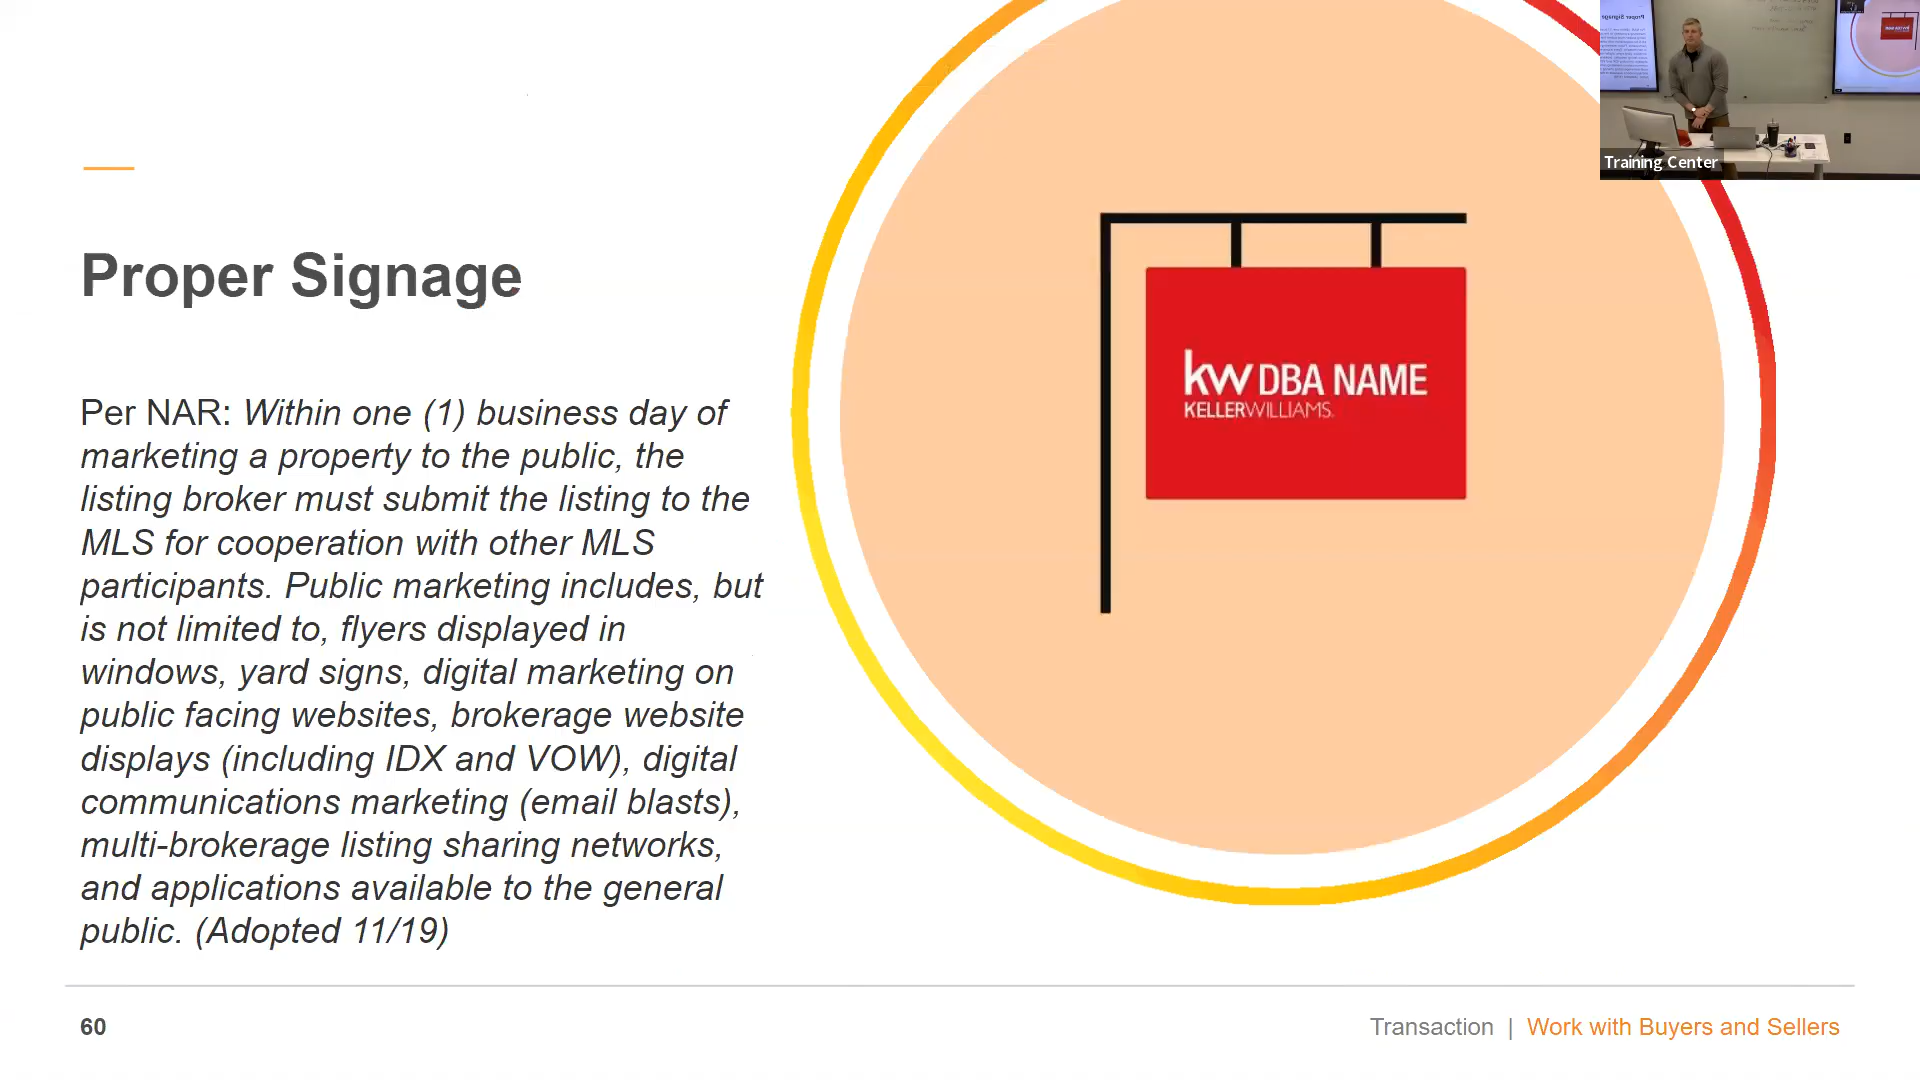 Proper Signage
Per NAR: Within one (1) business day of
marketing a property to the public, the
listing broker must submit the listing to the
MLS for cooperation with other MLS
participants. Public marketing includes, but
is not limited to, flyers displayed in
windows, yard signs, digital marketing on
public facing websites, brokerage website
displays (including IDX and VOW), digital
communications marketing (email blasts),
multi-brokerage listing sharing networks,
and applications available to the general
public. (Adopted 11/19)
kw DBA NAME
KELLERWILLIAMS.
Training Center
60
Transaction | Work with Buyers and Sellers